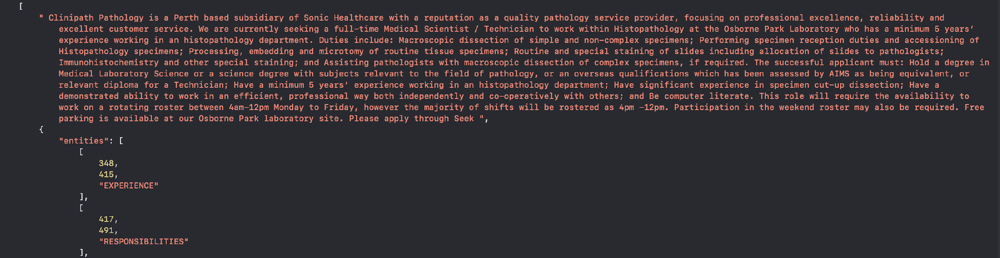 [
" Clinipath Pathology is a Perth based subsidiary of Sonic Healthcare with a reputation as a quality pathology service provider, focusing on professional excellence, reliability and
excellent customer service. We are currently seeking a full-time Medical Scientist / Technician to work within Histopathology at the Osborne Park Laboratory who has a minimum 5 years’
experience working in an histopathology department. Duties include: Macroscopic dissection of simple and non-complex specimens; Performing specimen reception duties and accessioning of
Histopathology specimens; Processing, embedding and microtomy of routine tissue specimens; Routine and special staining of slides including allocation of slides to pathologists;
Immunohistochemistry and other special staining; and Assisting pathologists with macroscopic dissection of complex specimens, if required. The successful applicant must: Hold a degree in
Medical Laboratory Science or a science degree with subjects relevant to the field of pathology, or an overseas qualifications which has been assessed by AIMS as being equivalent, or
relevant diploma for a Technician; Have a minimum 5 years’ experience working in an histopathology department; Have significant experience in specimen cut-up dissection; Have a
demonstrated ability to work in an efficient, professional way both independently and co-operatively with others; and Be computer literate. This role will require the availability to
work on a rotating roster between 4am-12pm Monday to Friday, however the majority of shifts will be rostered as 4pm -12pm. Participation in the weekend roster may also be required. Free
parking is available at our Osborne Park laboratory site. Please apply through Seek ",
{
"entities": [
[
348,
415,
"EXPERIENCE"
],
[
417,
491,
"RESPONSIBILITIES"
],